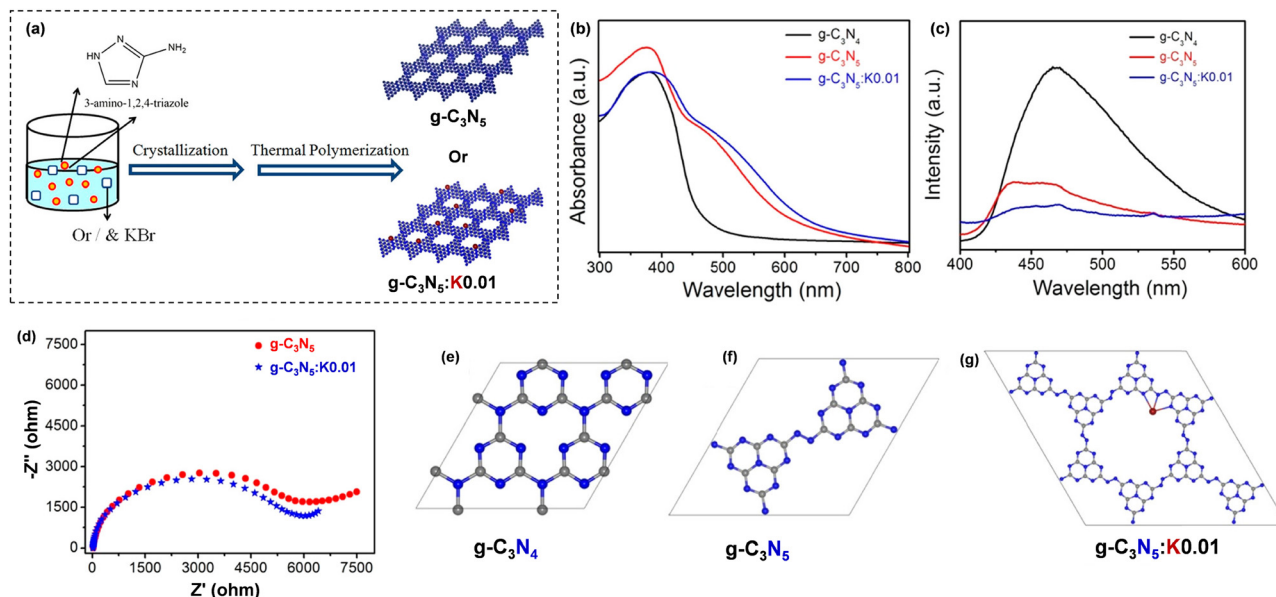 (a)
N
NH₂
HN
N
3-amino-1,2,4-triazole
Crystallization
Thermal Polymerization
Or / & KBr
g-C₃N₅
Or
g-C₃N₅:K0.01
(b)
g-C₃N₄
g-C₃N₅
g-C₃N₅:K0.01
Absorbance (a.u.)
300 400 500 600 700 800
Wavelength (nm)
(c)
g-C₃N₄
g-C₃N₅
g-C₃N₅:K0.01
Intensity (a.u.)
400 450 500 550 600
Wavelength (nm)
(d)
g-C₃N₅
g-C₃N₅:K0.01
-Z'' (ohm)
7500
6000
4500
3000
1500
0
0 1500 3000 4500 6000 7500
Z' (ohm)
(e)
g-C₃N₄
(f)
g-C₃N₅
(g)
g-C₃N₅:K0.01